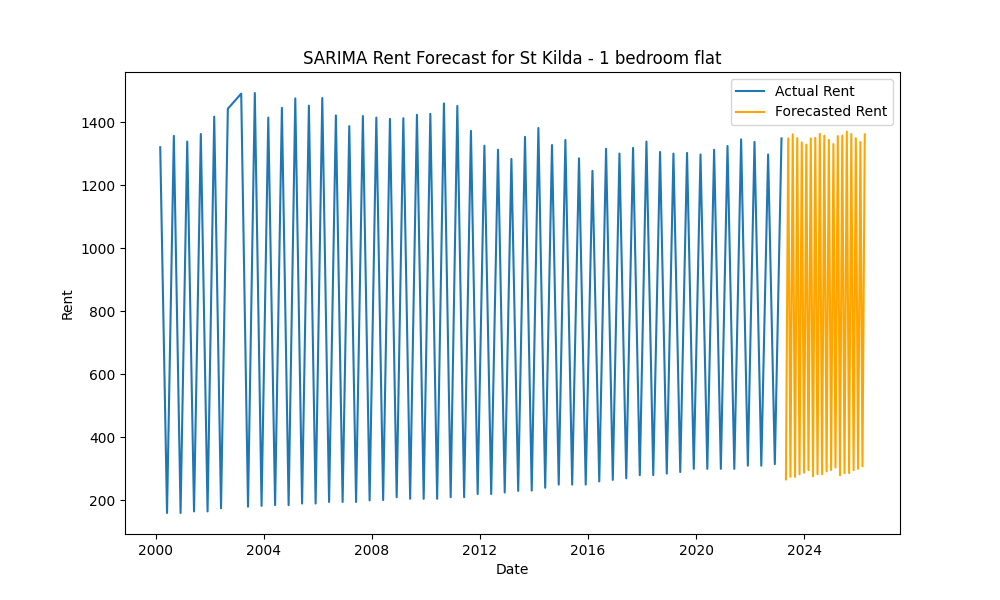 SARIMA Rent Forecast for St Kilda - 1 bedroom flat
Actual Rent
Forecasted Rent
1400
1200
1000
800
600
400
200
Rent
2000 2004 2008 2012 2016 2020 2024
Date